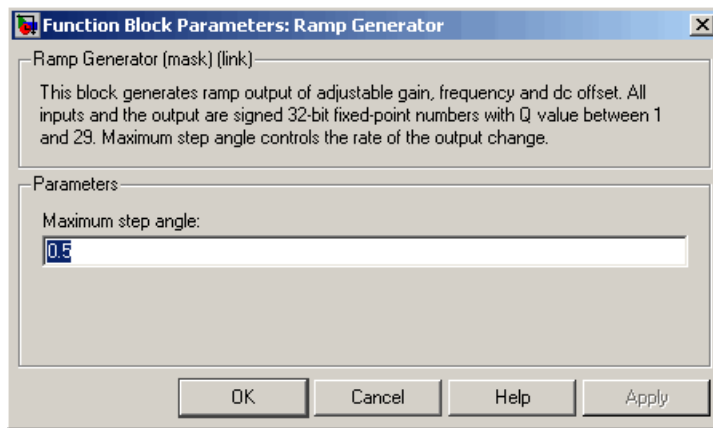 Function Block Parameters: Ramp Generator
Ramp Generator (mask) (link)
This block generates ramp output of adjustable gain, frequency and dc offset. All
inputs and the output are signed 32-bit fixed-point numbers with Q value between 1
and 29. Maximum step angle controls the rate of the output change.
Parameters
Maximum step angle:
0.5
OK Cancel Help Apply